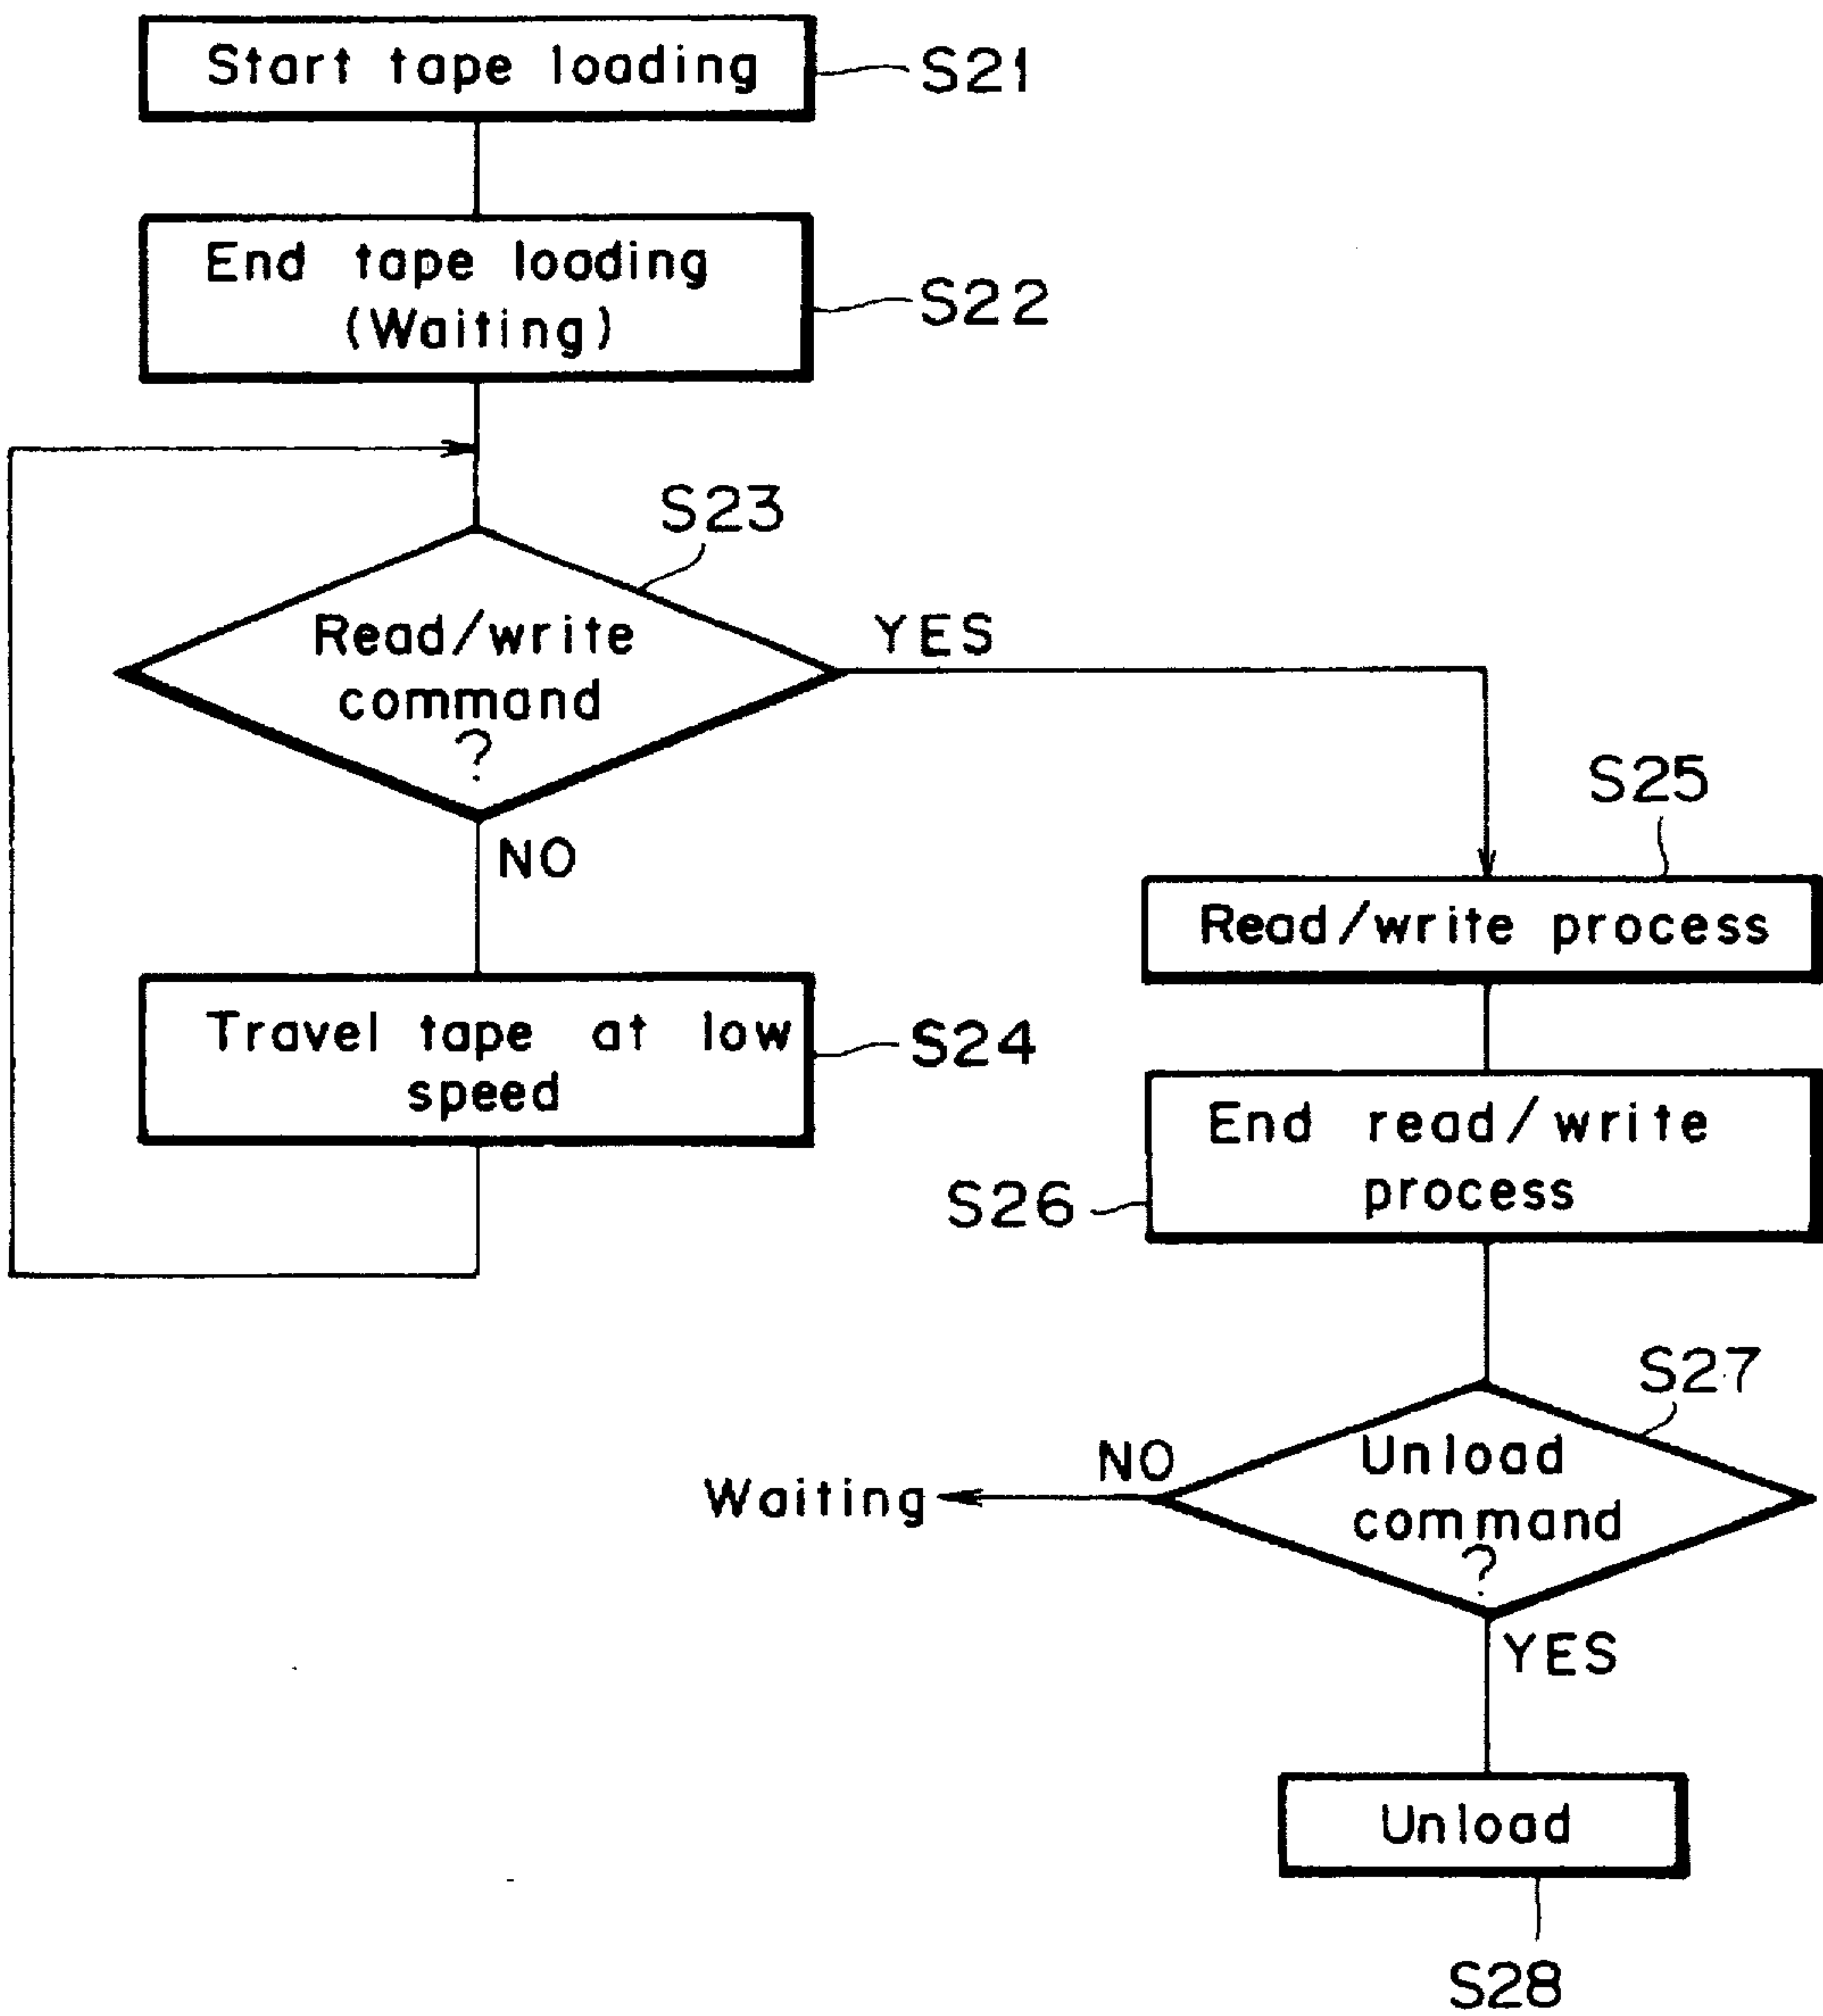 Start tape loading
S21
End tape loading
(Waiting)
S22
S23
Read/write
command
?
YES
NO
Travel tape at low
speed
S24
S25
Read/write process
End read/write
process
S26
S27
Unload
command
?
NO
Waiting
YES
Unload
S28